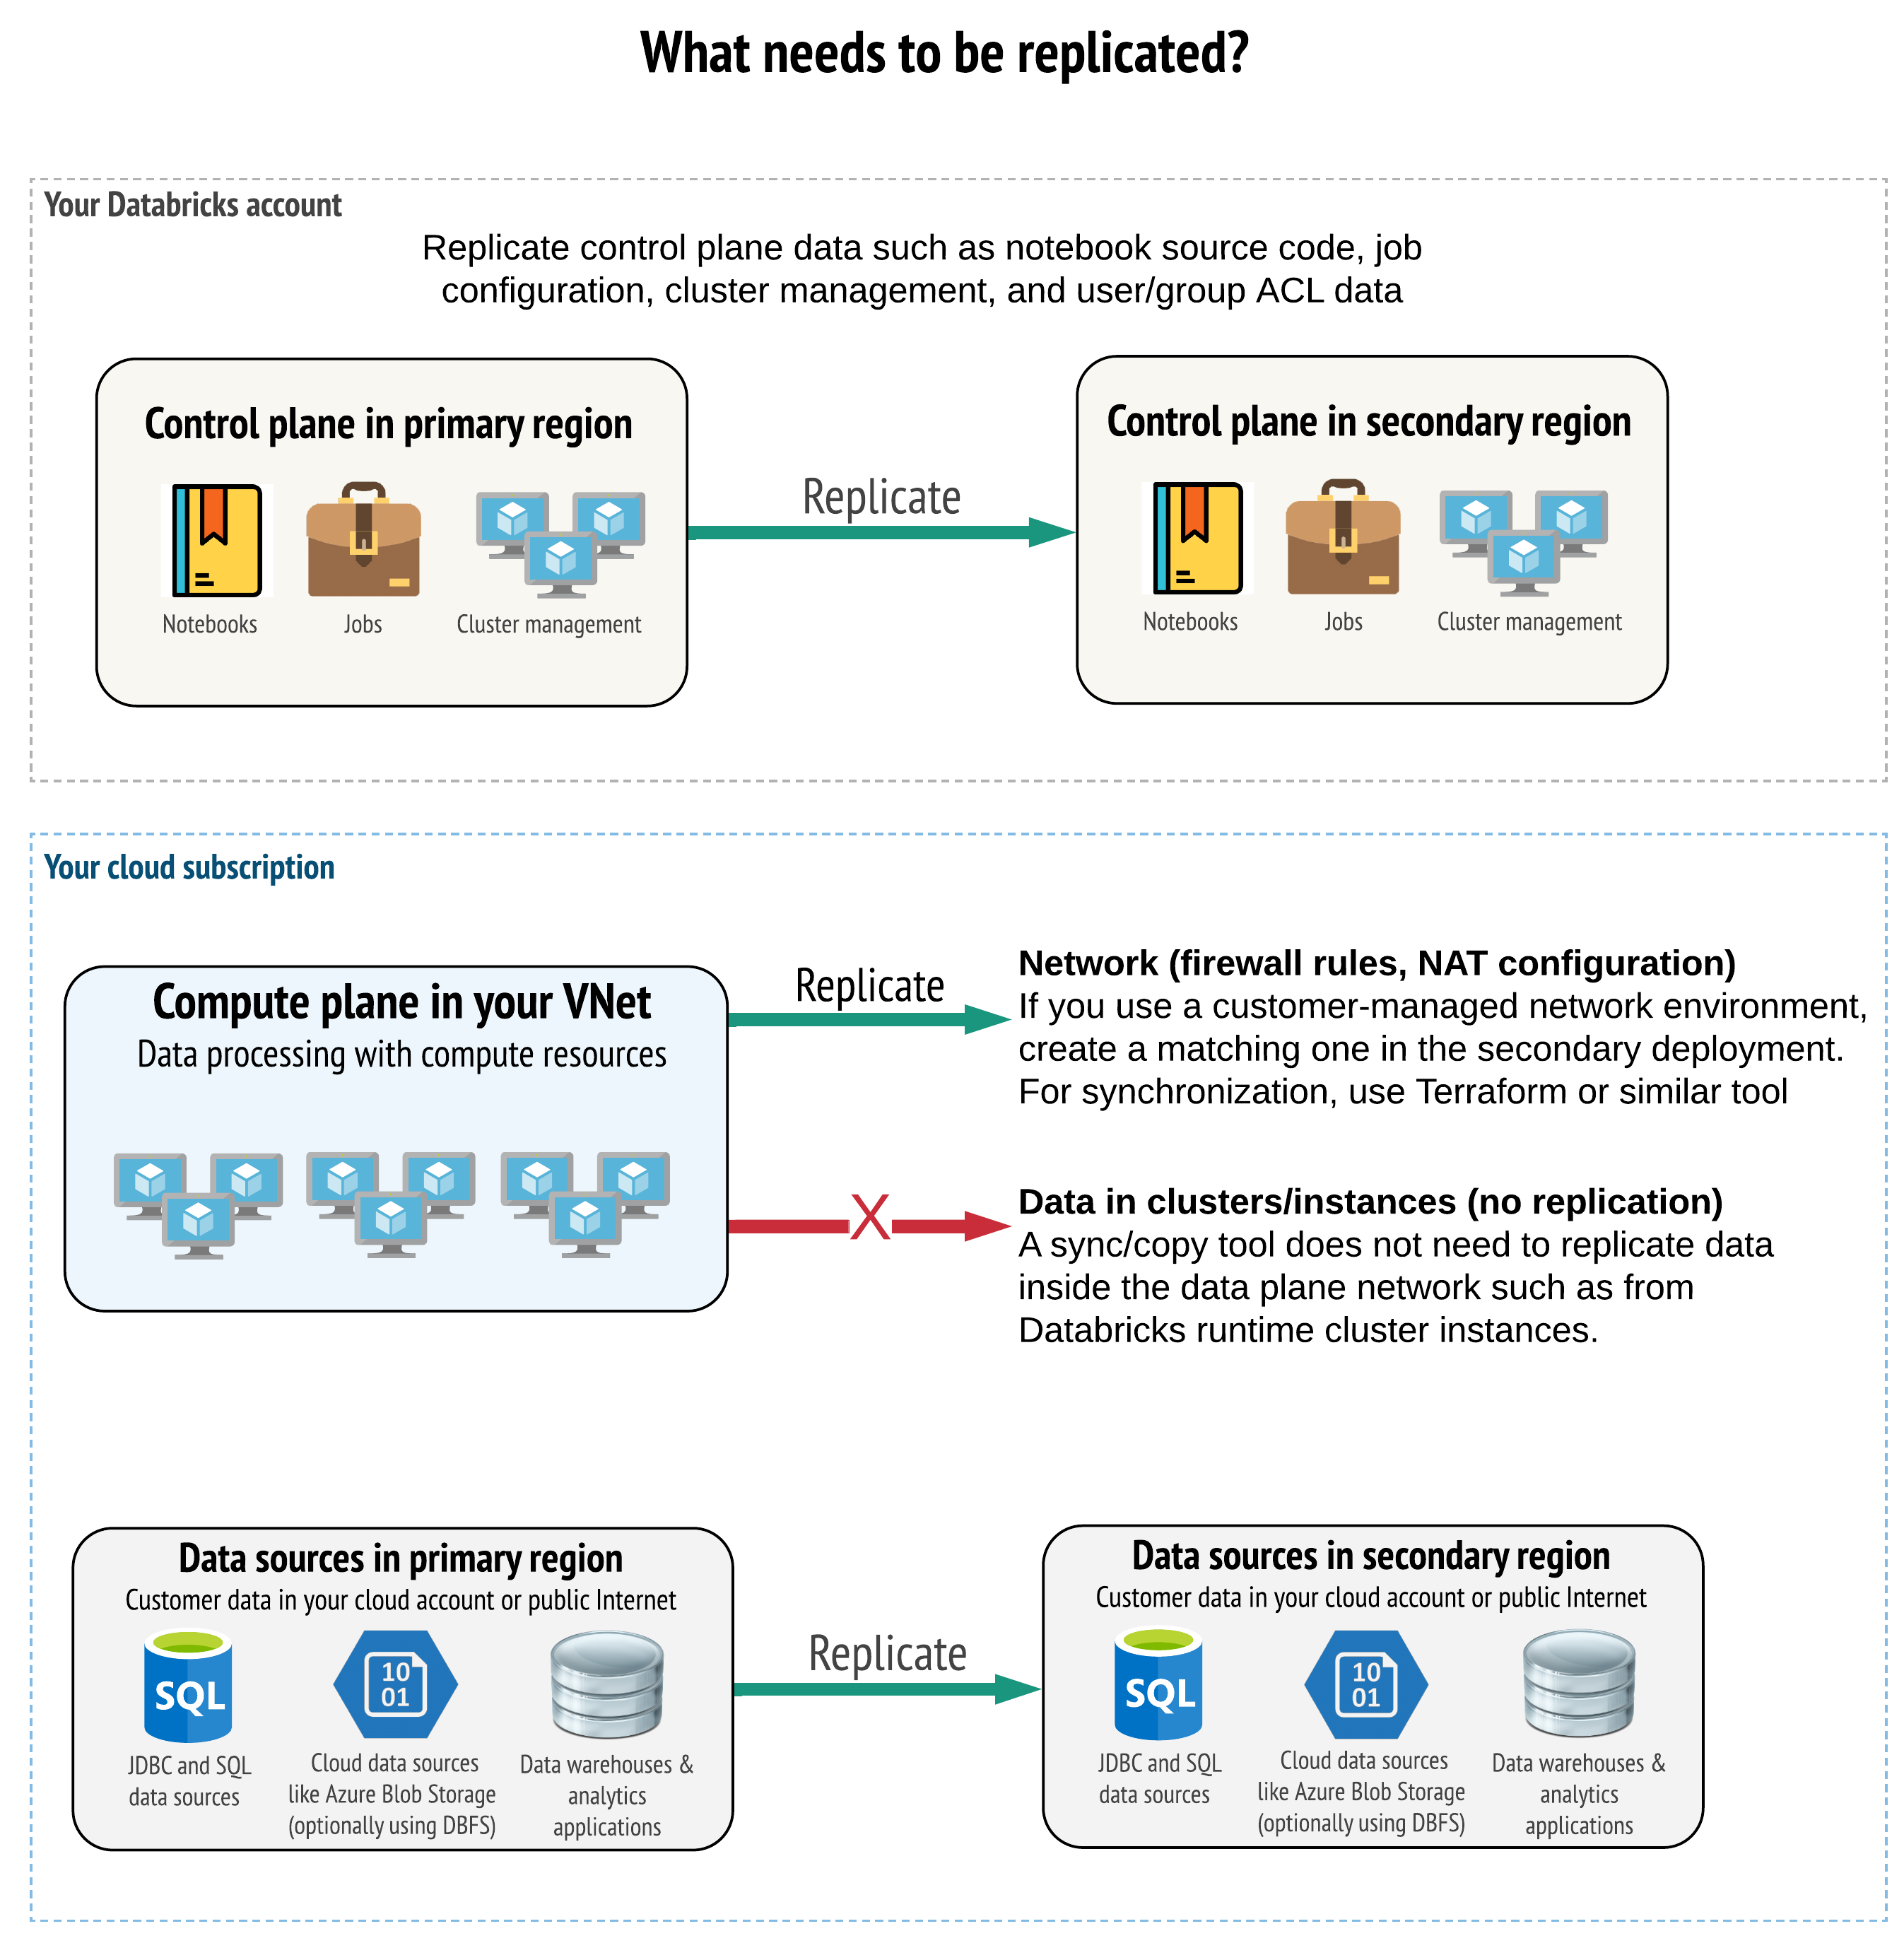 What needs to be replicated?
Your Databricks account
Replicate control plane data such as notebook source code, job
configuration, cluster management, and user/group ACL data
Control plane in primary region
Notebooks
Jobs
Cluster management
Replicate
Control plane in secondary region
Notebooks
Jobs
Cluster management
Your cloud subscription
Compute plane in your VNet
Data processing with compute resources
Replicate
Network (firewall rules, NAT configuration)
If you use a customer-managed network environment,
create a matching one in the secondary deployment.
For synchronization, use Terraform or similar tool
X
Data in clusters/instances (no replication)
A sync/copy tool does not need to replicate data
inside the data plane network such as from
Databricks runtime cluster instances.
Data sources in primary region
Customer data in your cloud account or public Internet
SQL
10
01
JDBC and SQL
data sources
Cloud data sources
like Azure Blob Storage
(optionally using DBFS)
Data warehouses &
analytics
applications
Replicate
Data sources in secondary region
Customer data in your cloud account or public Internet
SQL
10
01
JDBC and SQL
data sources
Cloud data sources
like Azure Blob Storage
(optionally using DBFS)
Data warehouses &
analytics
applications